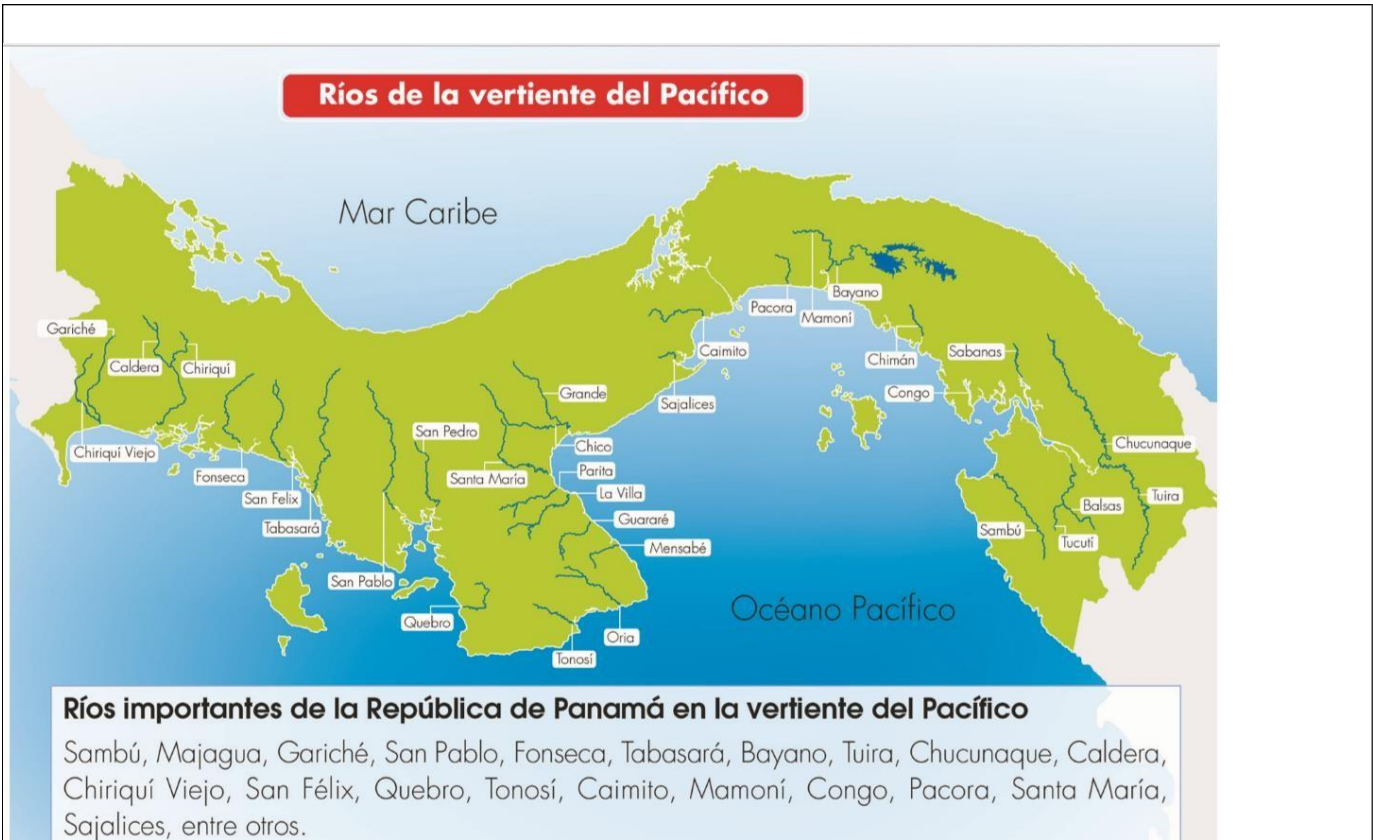 Ríos de la vertiente del Pacífico
Mar Caribe
Gariché
Caldera
Chiriquí
Chiriquí Viejo
Fonseca
San Felix
Tabasará
San Pablo
San Pedro
Santa María
Quebro
Tonosí
Oria
Mensabé
Guararé
La Villa
Parita
Chico
Grande
Sajalices
Caimito
Pacora
Mamoní
Bayano
Chimán
Congo
Sabanas
Chucunaque
Tuira
Balsas
Tucutí
Sambú
Océano Pacífico
Ríos importantes de la República de Panamá en la vertiente del Pacífico
Sambú, Majagua, Gariché, San Pablo, Fonseca, Tabasará, Bayano, Tuira, Chucunaque, Caldera,
Chiriquí Viejo, San Félix, Quebro, Tonosí, Caimito, Mamoní, Congo, Pacora, Santa María,
Sajalices, entre otros.